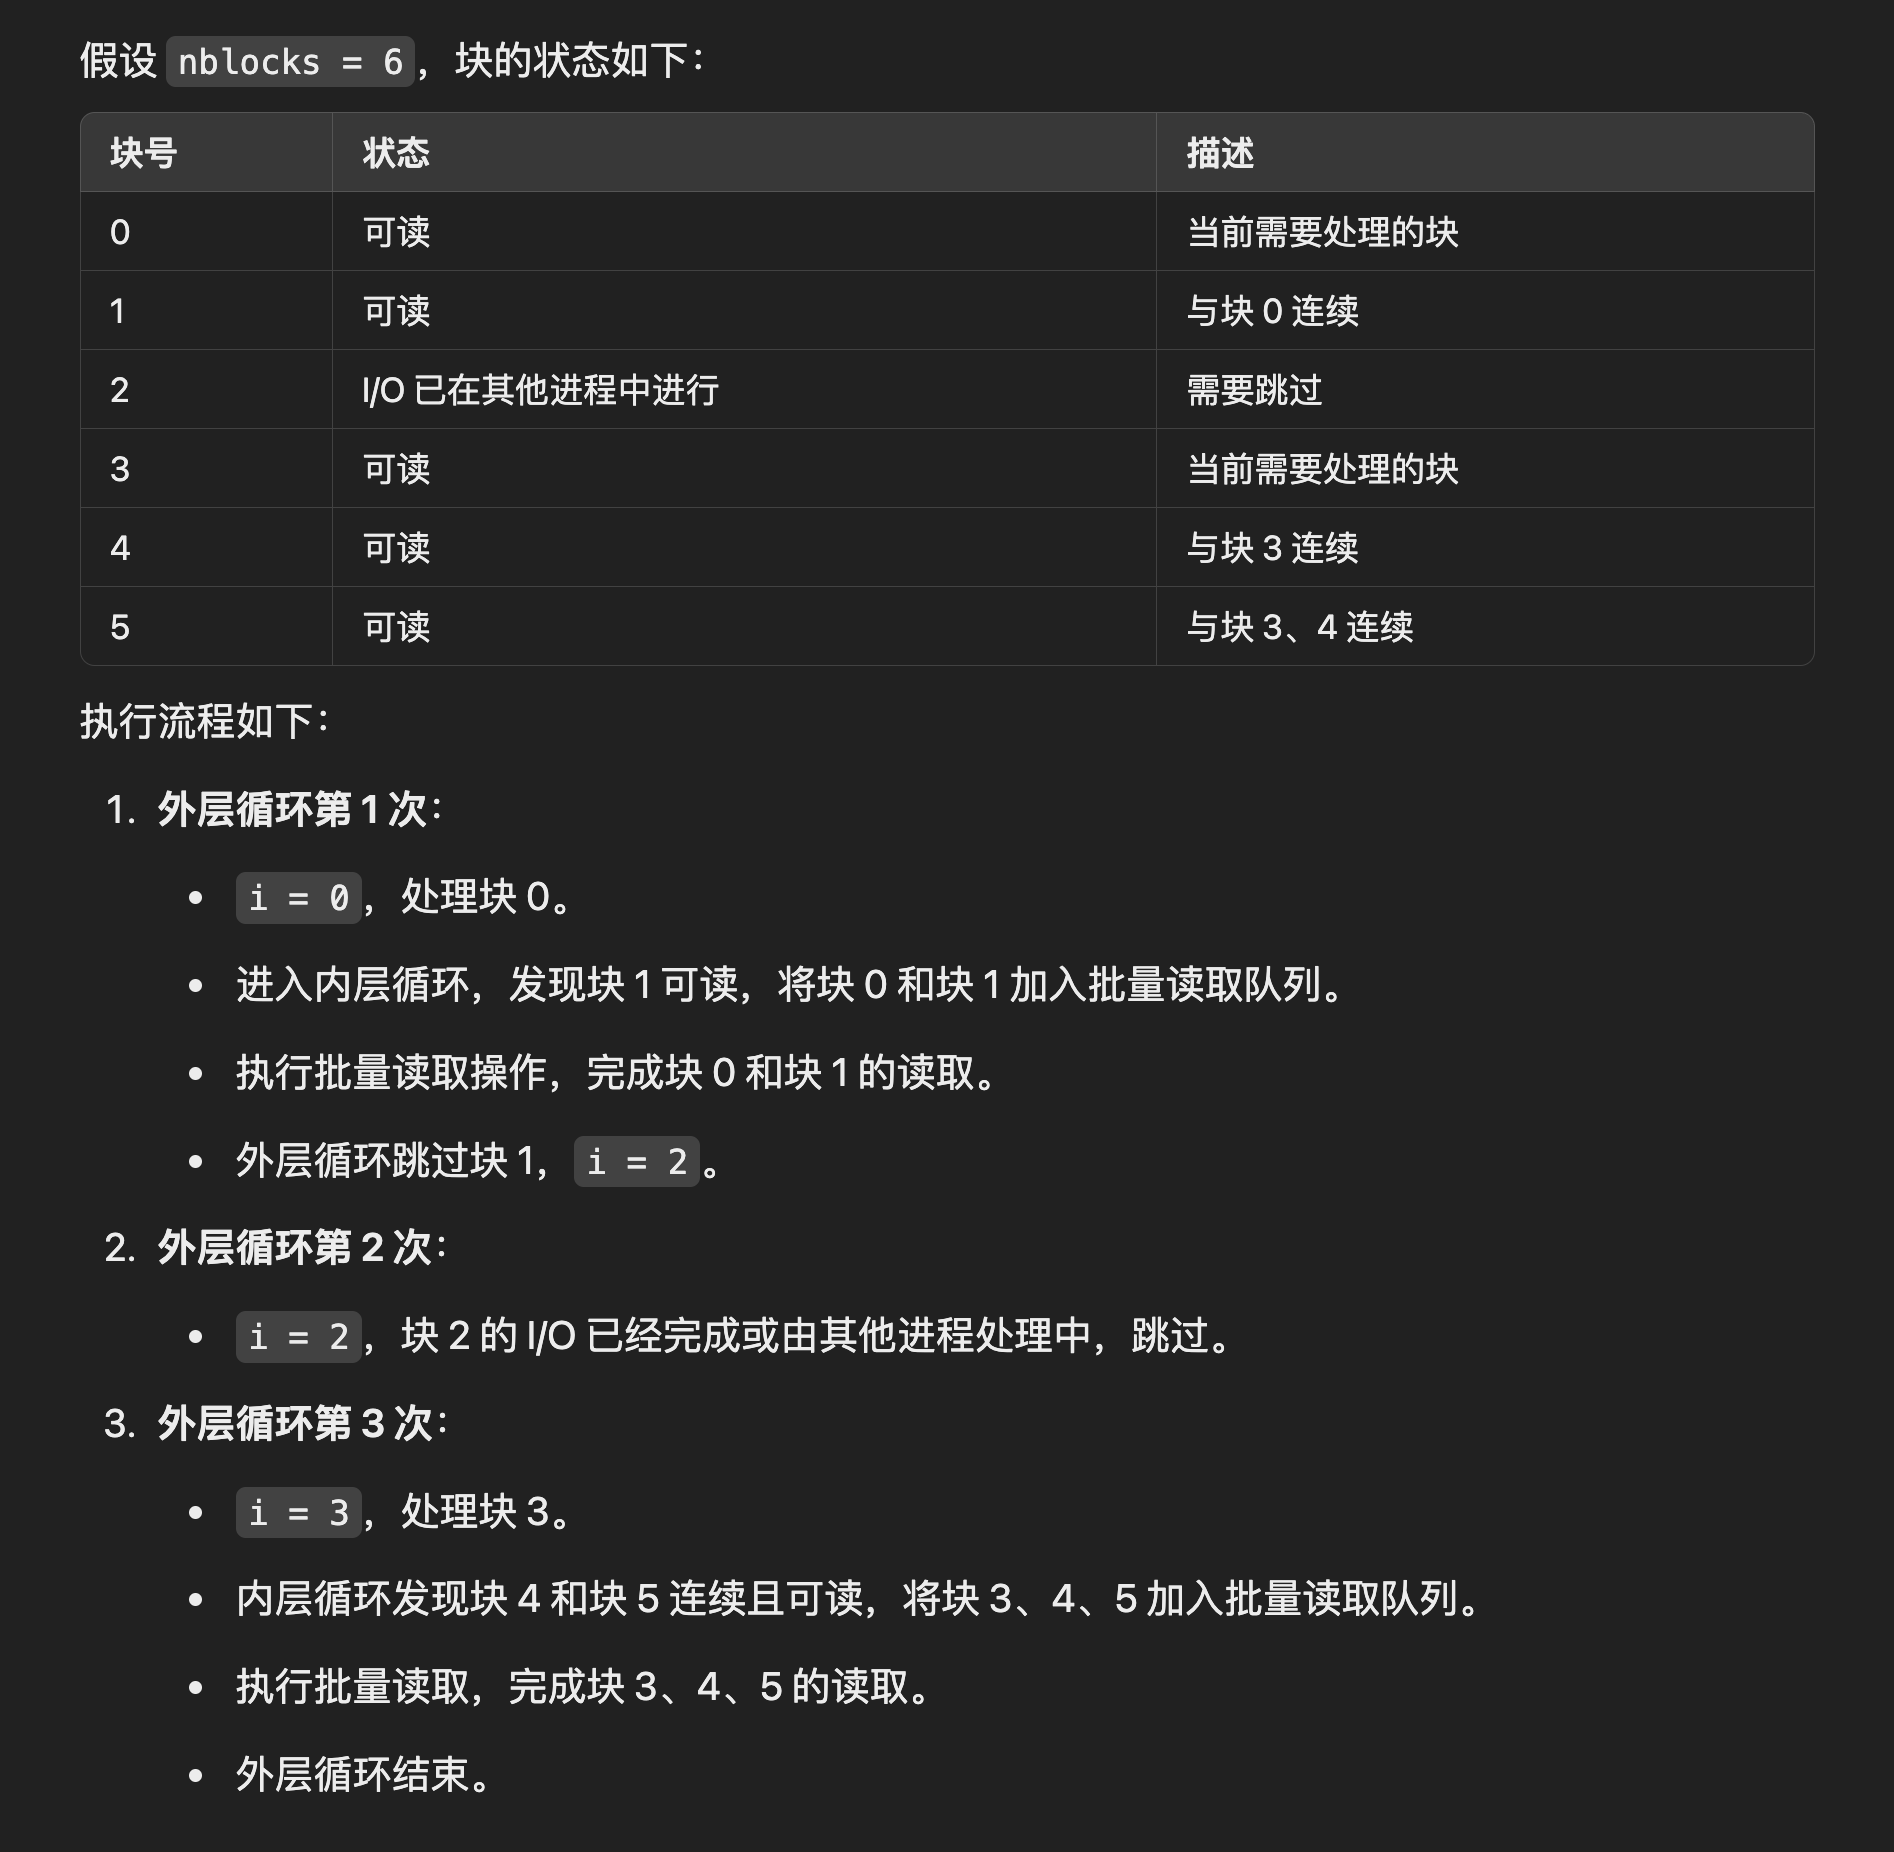 假设 nblocks = 6，块的状态如下：
块号 状态 描述
0 可读 当前需要处理的块
1 可读 与块 0 连续
2 I/O 已在其他进程中进行 需要跳过
3 可读 当前需要处理的块
4 可读 与块 3 连续
5 可读 与块 3、4 连续
执行流程如下：
1. 外层循环第 1 次：
• i = 0，处理块 0。
• 进入内层循环，发现块 1 可读，将块 0 和块 1 加入批量读取队列。
• 执行批量读取操作，完成块 0 和块 1 的读取。
• 外层循环跳过块 1，i = 2。
2. 外层循环第 2 次：
• i = 2，块 2 的 I/O 已经完成或由其他进程处理中，跳过。
3. 外层循环第 3 次：
• i = 3，处理块 3。
• 内层循环发现块 4 和块 5 连续且可读，将块 3、4、5 加入批量读取队列。
• 执行批量读取，完成块 3、4、5 的读取。
• 外层循环结束。